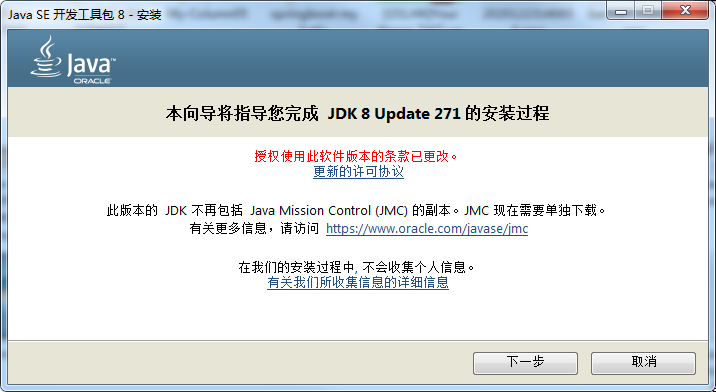 Java SE 开发工具包 8 - 安装
Java™
ORACLE
本向导将指导您完成 JDK 8 Update 271 的安装过程
授权使用此软件版本的条款已更改。
更新的许可协议
此版本的 JDK 不再包括 Java Mission Control (JMC) 的副本。JMC 现在需要单独下载。
有关更多信息，请访问 https://www.oracle.com/javase/jmc
在我们的安装过程中, 不会收集个人信息。
有关我们所收集信息的详细信息
下一步
取消